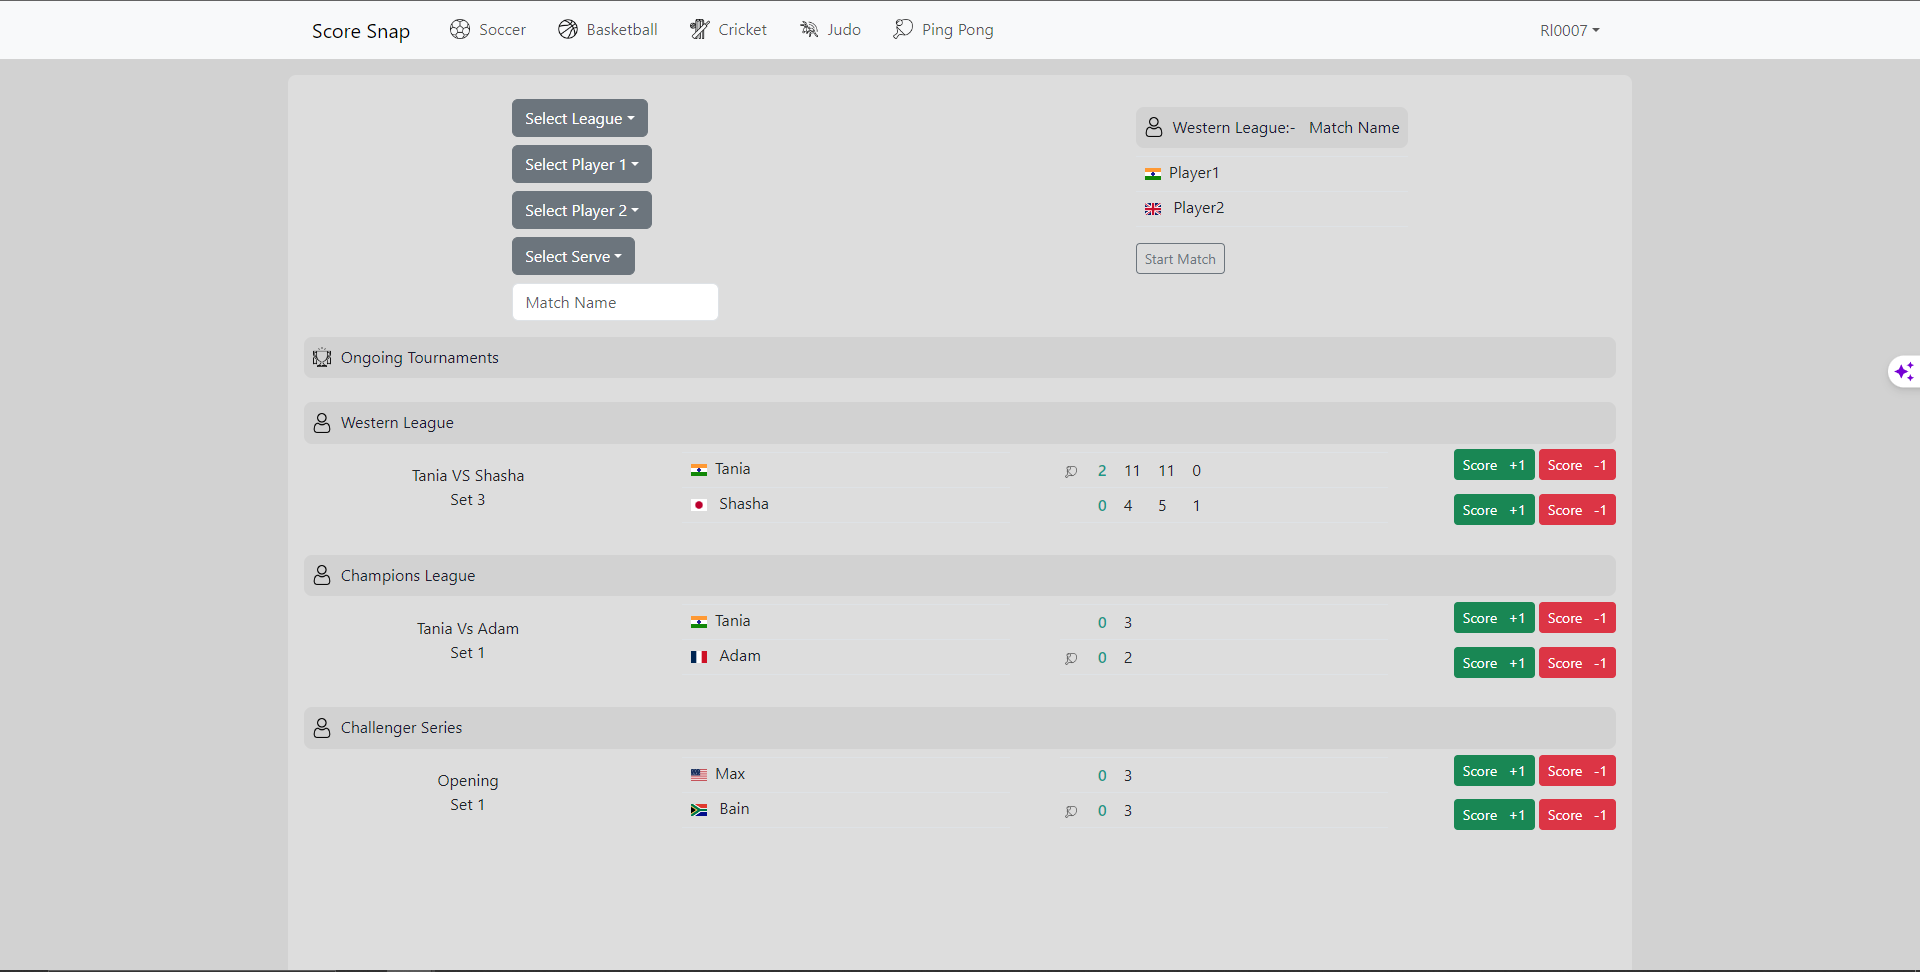 Score Snap Soccer Basketball Cricket Judo Ping Pong RI0007
Select League
Select Player 1
Select Player 2
Select Serve
Match Name
Western League:- Match Name
Player1
Player2
Start Match
Ongoing Tournaments
Western League
Tania VS Shasha
Set 3
Tania 2 11 11 0 Score +1 Score -1
Shasha 0 4 5 1 Score +1 Score -1
Champions League
Tania Vs Adam
Set 1
Tania 0 3 Score +1 Score -1
Adam 0 2 Score +1 Score -1
Challenger Series
Opening
Set 1
Max 0 3 Score +1 Score -1
Bain 0 3 Score +1 Score -1